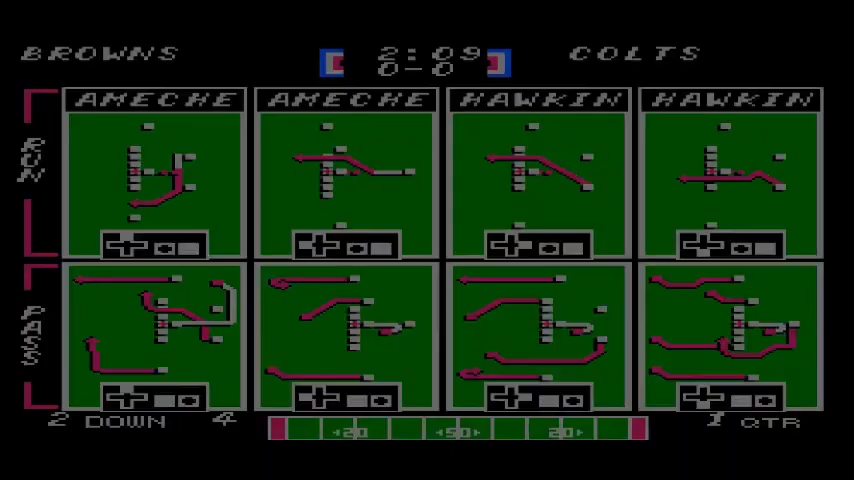 BROWNS 2:09 COLTS
0-0
AMECHE AMECHE HAWKIN HAWKIN
RUN
PASS
2 DOWN 4 1 QTR
◂20 ◂50▸ 20▸